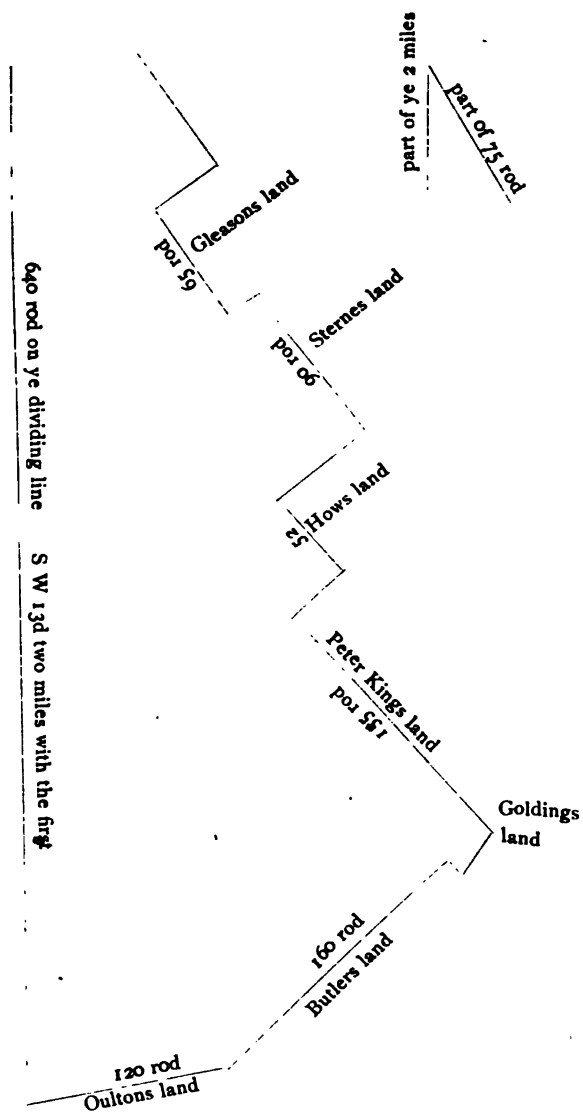 part of ye 2 miles
part of 75 rod
Gleasons land
65 rod
Sternes land
90 rod
640 rod on ye dividing line
Hows land
52
S W 13d two miles with the first
Peter Kings land
135 rod
Goldings
land
160 rod
Butlers land
120 rod
Oultons land